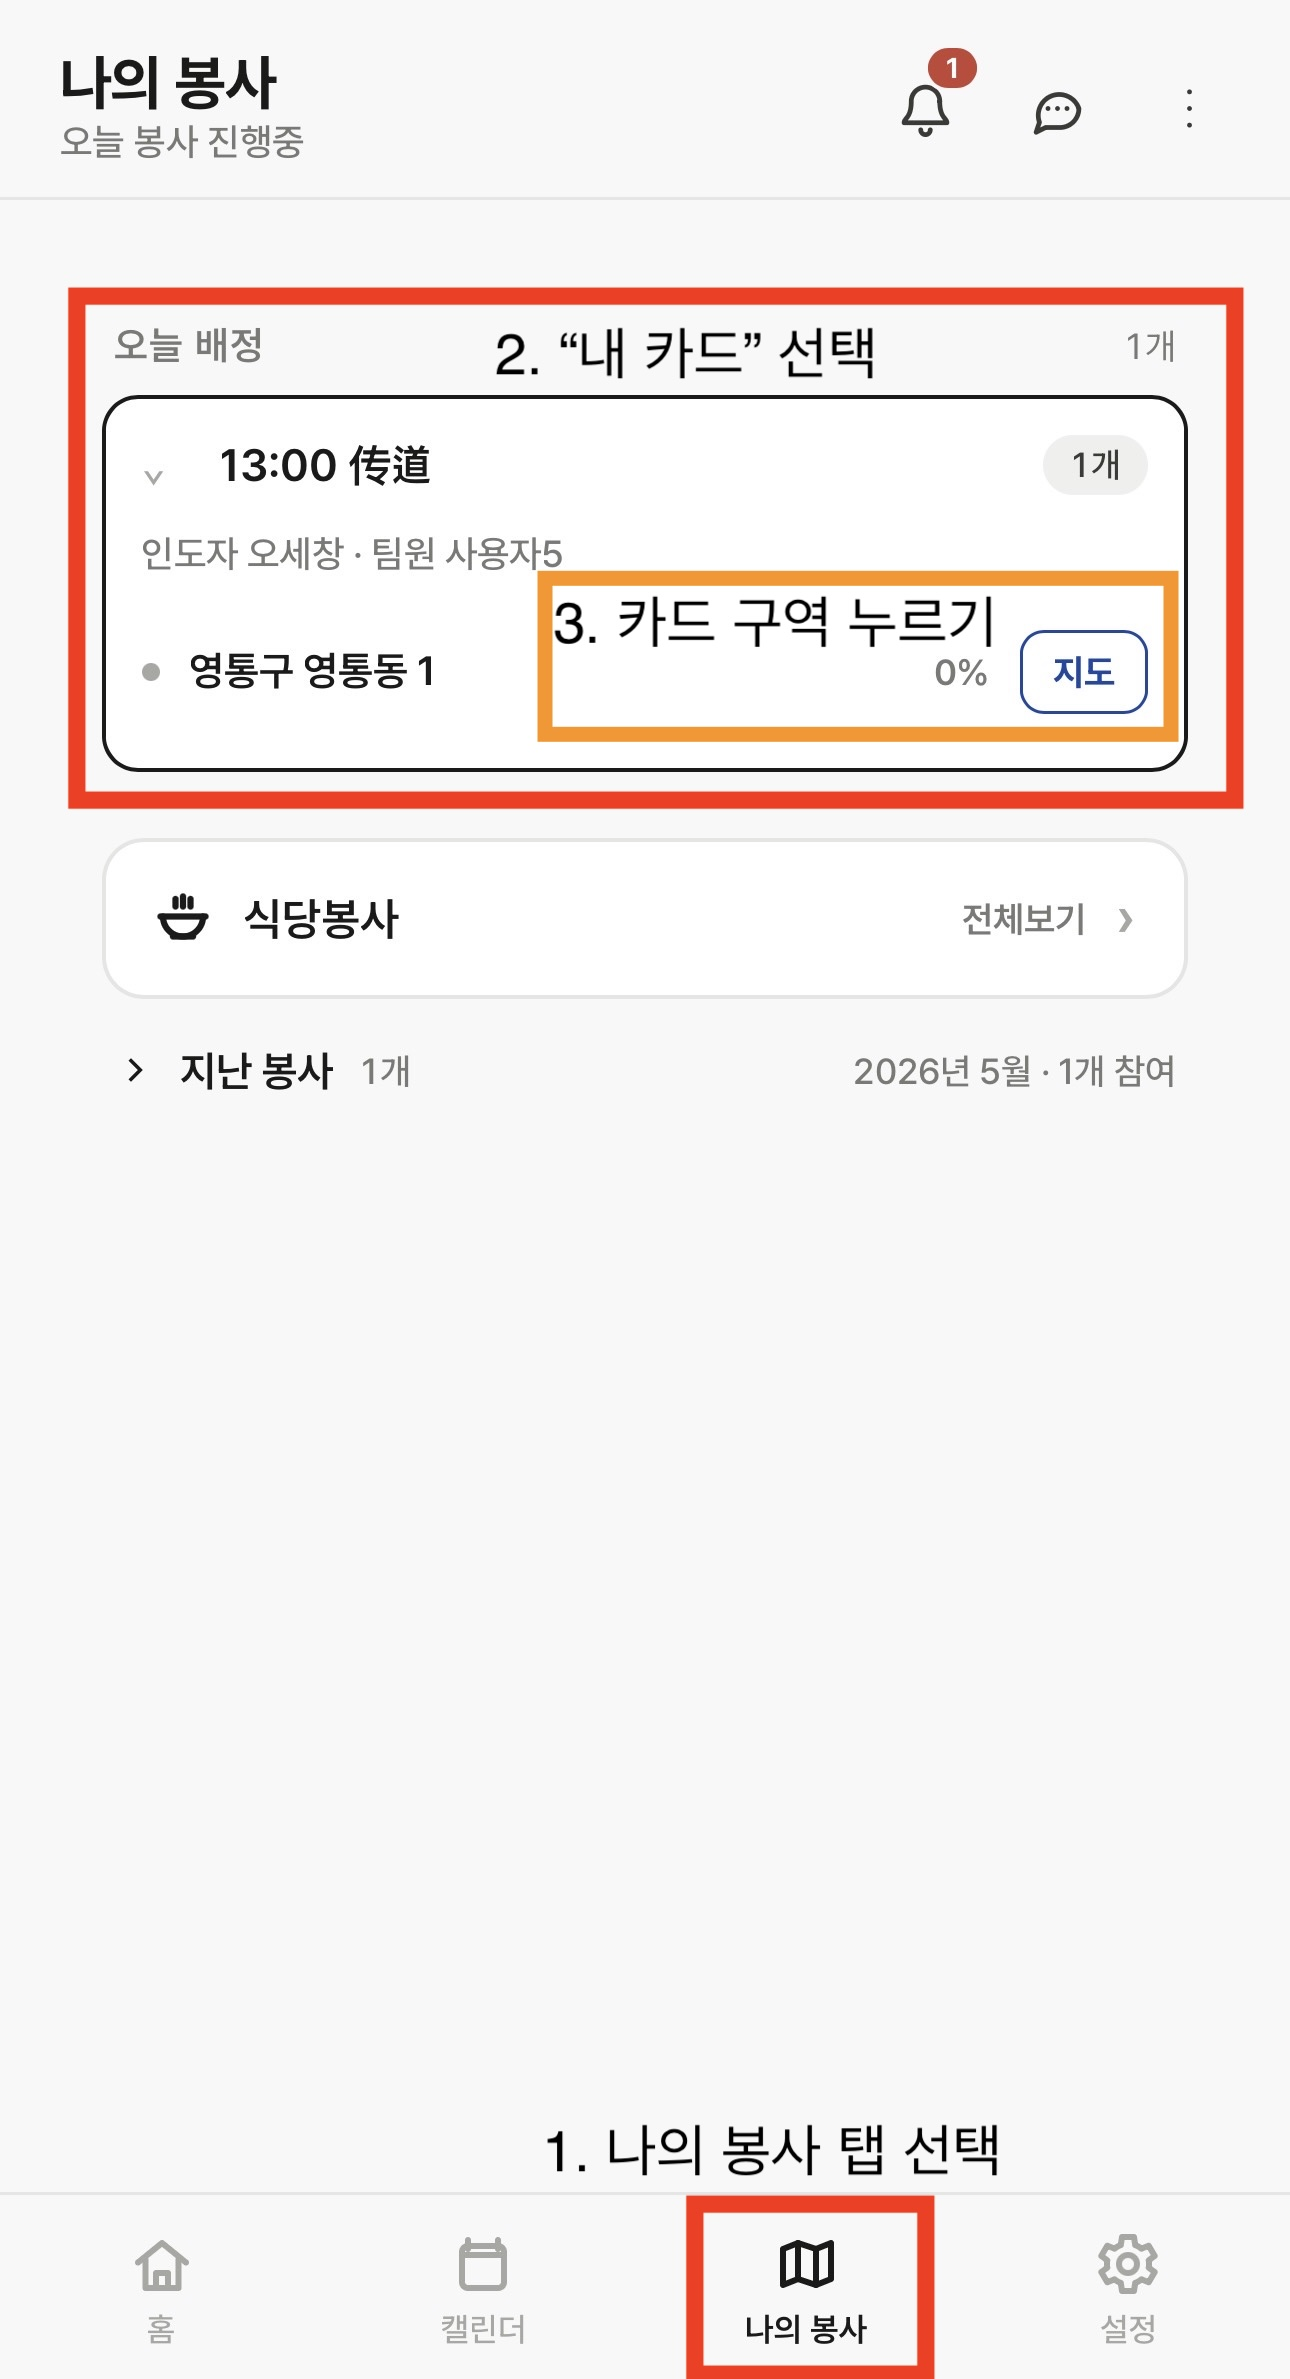 나의 봉사
오늘 봉사 진행중
1
오늘 배정
2. “내 카드” 선택
1개
13:00 传道
1개
인도자 오세창 · 팀원 사용자5
3. 카드 구역 누르기
영통구 영통동 1
0%
지도
식당봉사
전체보기
지난 봉사 1개
2026년 5월 · 1개 참여
1. 나의 봉사 탭 선택
홈
캘린더
나의 봉사
설정